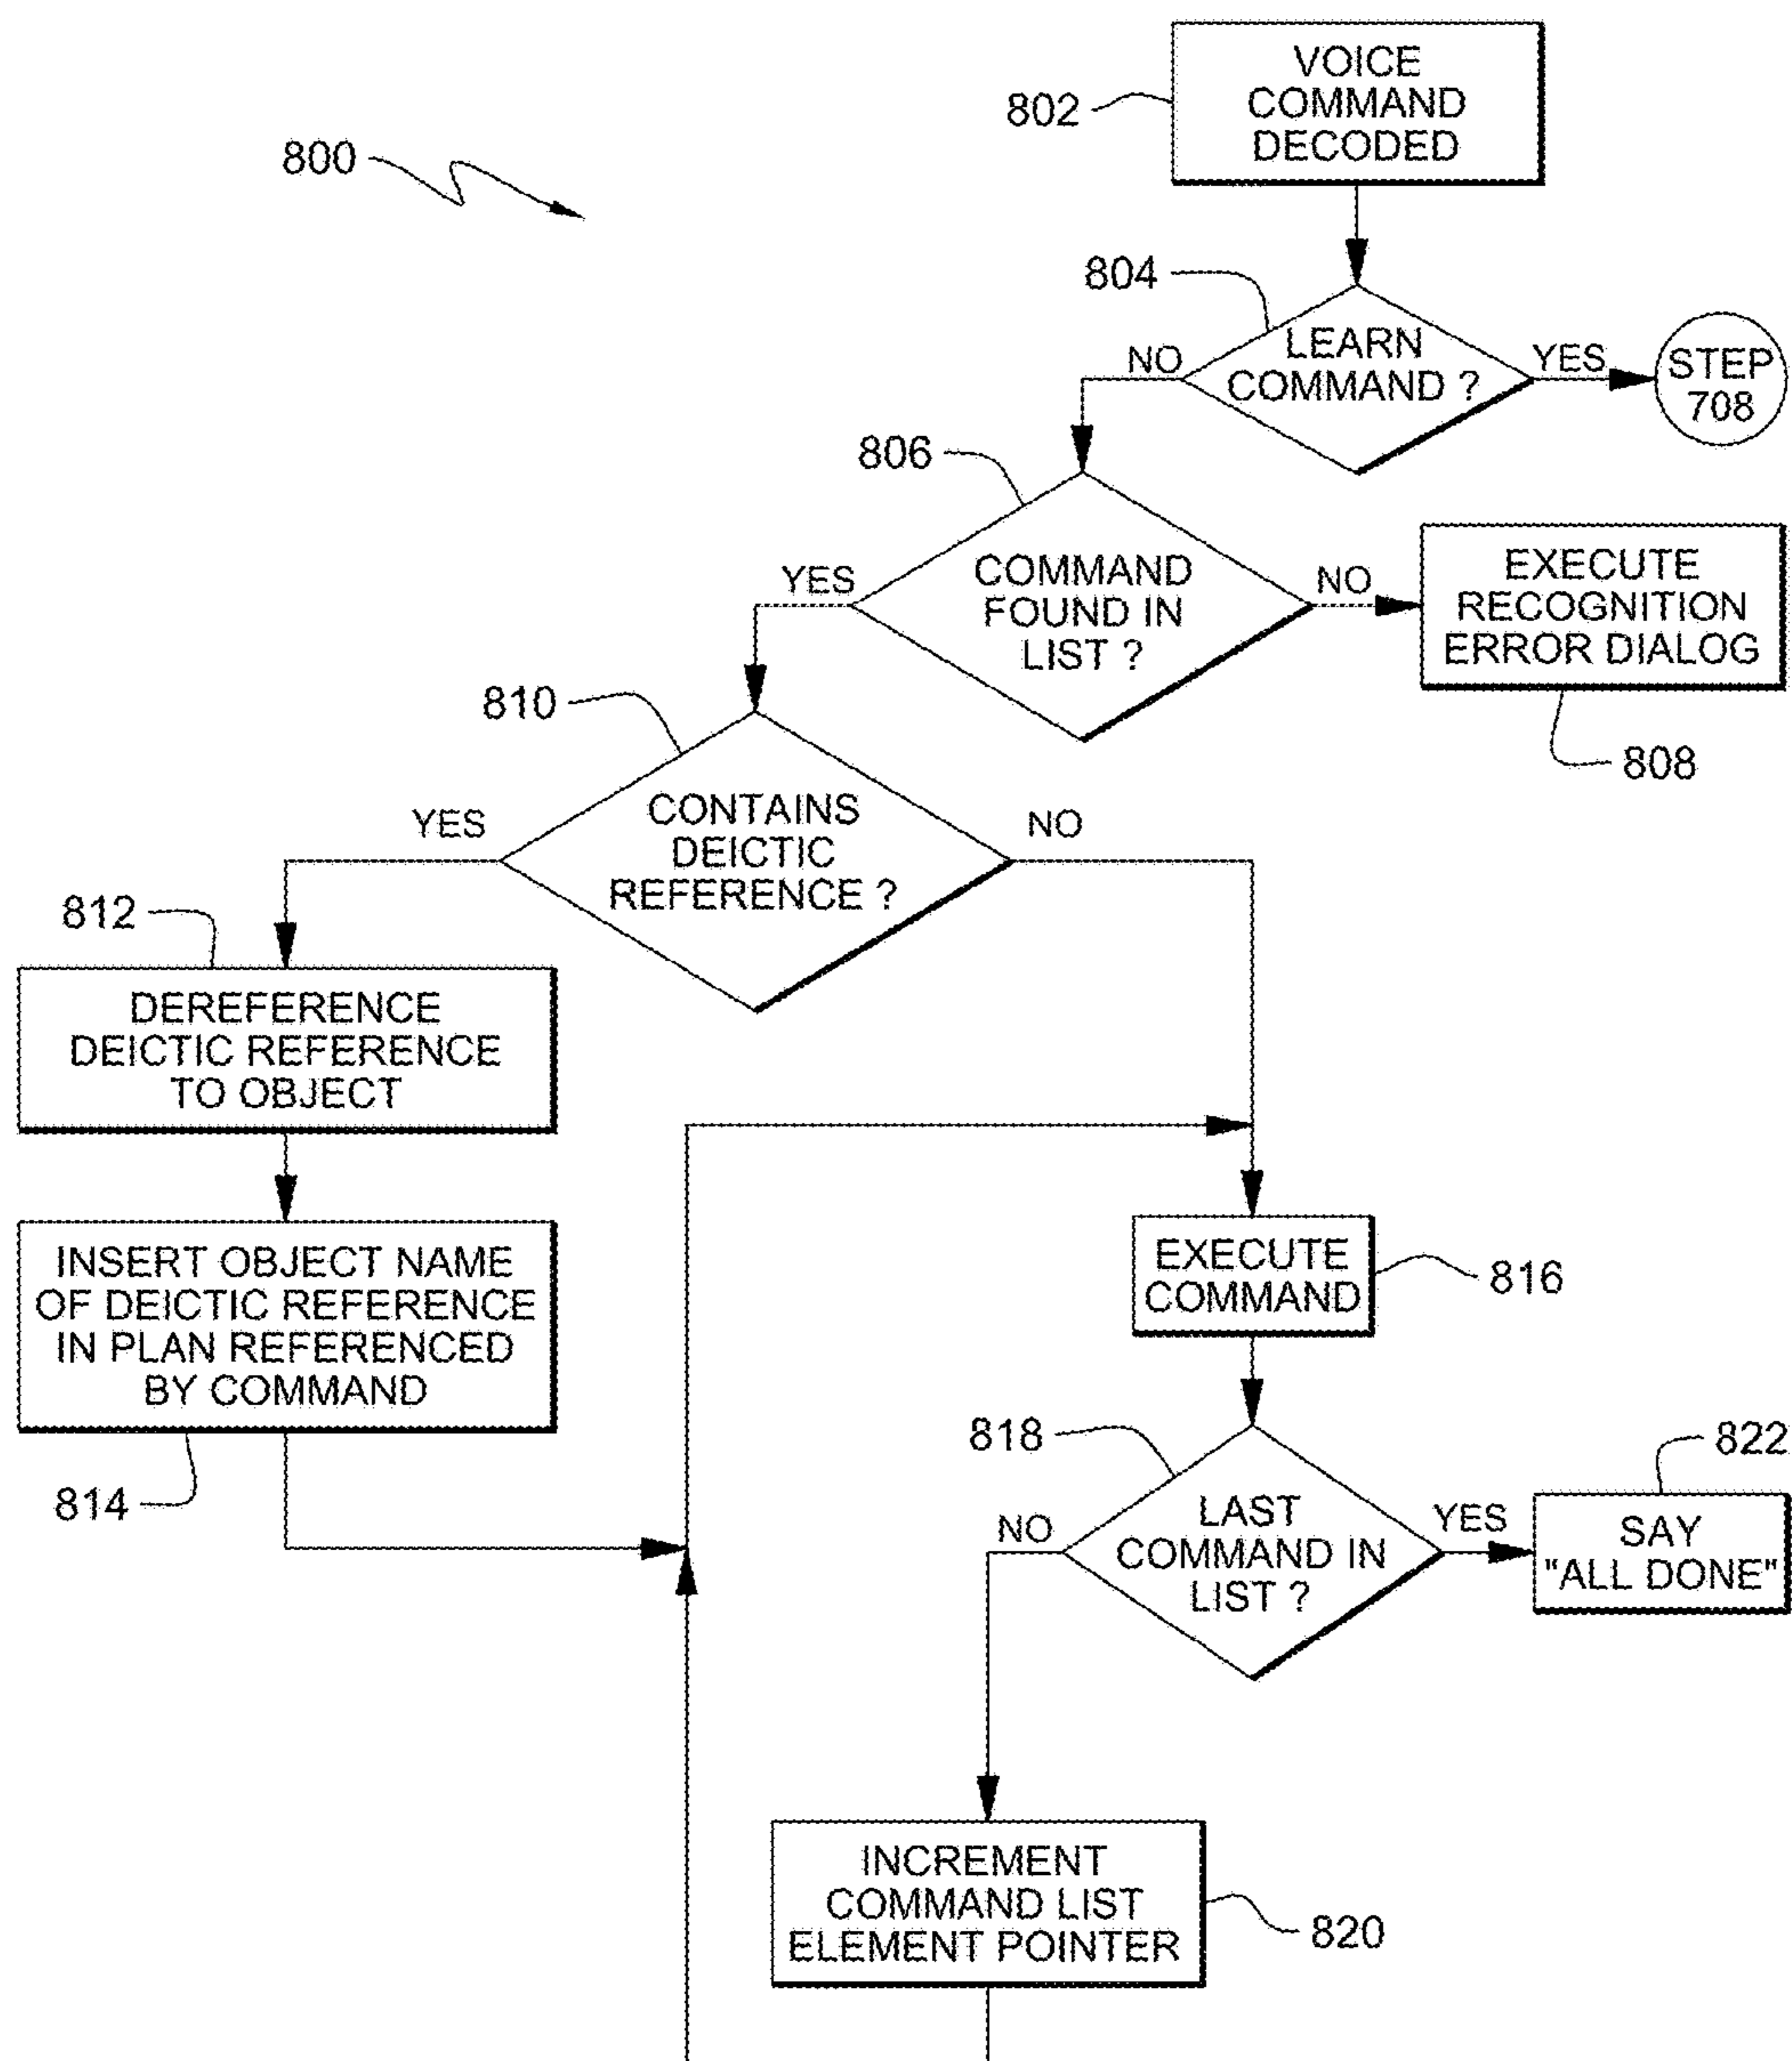 VOICE
COMMAND
DECODED
802
800
804
LEARN
COMMAND ?
NO
YES
STEP
708
806
COMMAND
FOUND IN
LIST ?
YES
NO
EXECUTE
RECOGNITION
ERROR DIALOG
808
810
CONTAINS
DEICTIC
REFERENCE ?
YES
NO
812
DEREFERENCE
DEICTIC REFERENCE
TO OBJECT
INSERT OBJECT NAME
OF DEICTIC REFERENCE
IN PLAN REFERENCED
BY COMMAND
814
EXECUTE
COMMAND
816
818
LAST
COMMAND IN
LIST ?
NO
YES
822
SAY
"ALL DONE"
INCREMENT
COMMAND LIST
ELEMENT POINTER
820